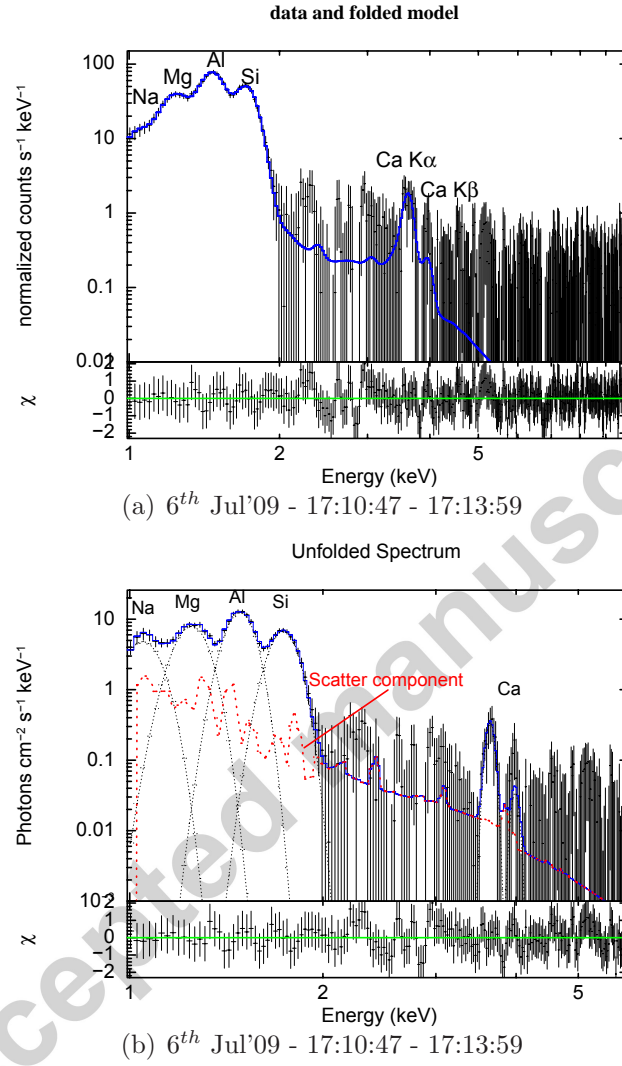 data and folded model
100
10
1
0.1
0.01
normalized counts s⁻¹ keV⁻¹
Na
Mg
Al
Si
Ca Kα
Ca Kβ
2
1
0
−1
−2
χ
1
2
5
Energy (keV)
(a) 6th Jul'09 - 17:10:47 - 17:13:59
Unfolded Spectrum
10
1
0.1
0.01
10⁻³
Photons cm⁻² s⁻¹ keV⁻¹
Na
Mg
Al
Si
Scatter component
Ca
2
1
0
−1
−2
χ
1
2
5
Energy (keV)
(b) 6th Jul'09 - 17:10:47 - 17:13:59
cepted manusc